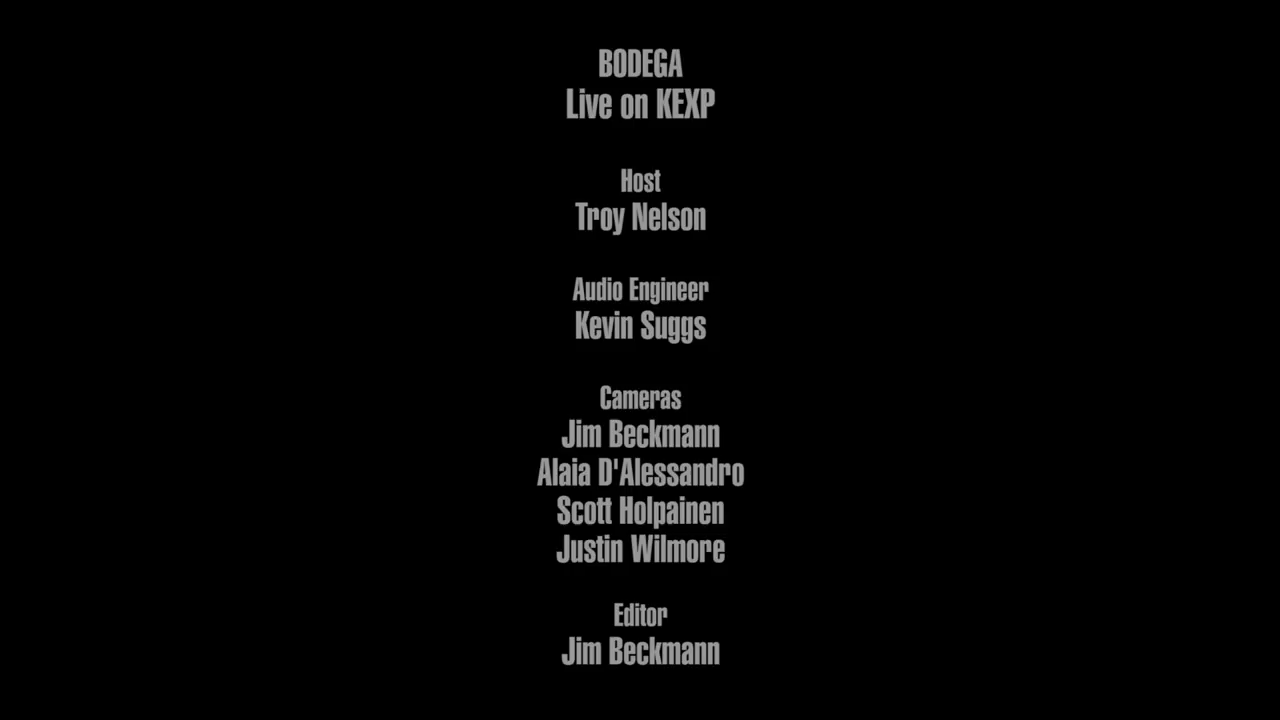 BODEGA
Live on KEXP
Host
Troy Nelson
Audio Engineer
Kevin Suggs
Cameras
Jim Beckmann
Alaia D'Alessandro
Scott Holpainen
Justin Wilmore
Editor
Jim Beckmann